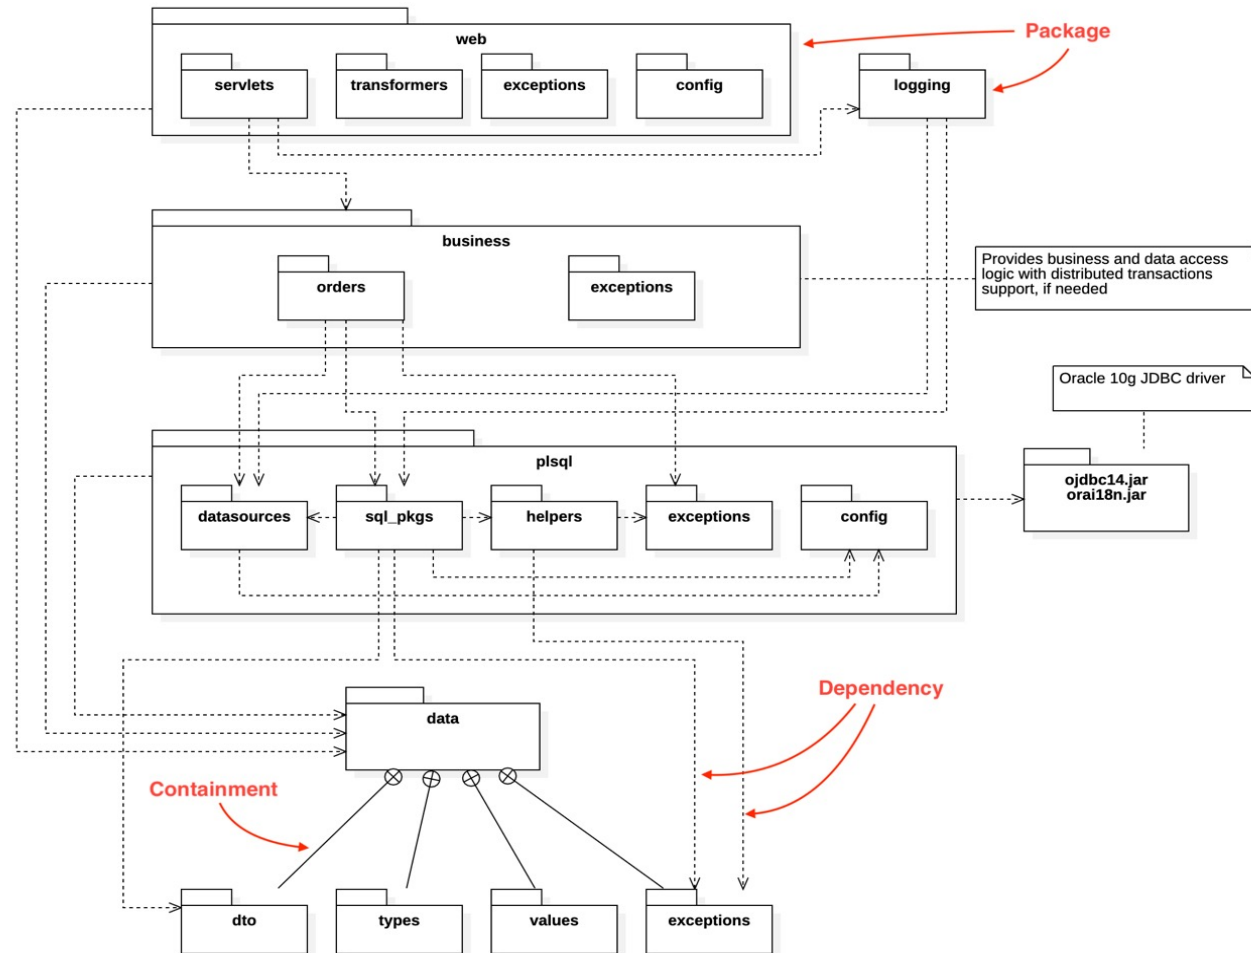 web
Package
servlets
transformers
exceptions
config
logging
business
orders
exceptions
Provides business and data access
logic with distributed transactions
support, if needed
Oracle 10g JDBC driver
plsql
datasources
sql_pkgs
helpers
exceptions
config
ojdbc14.jar
orai18n.jar
Dependency
data
Containment
dto
types
values
exceptions